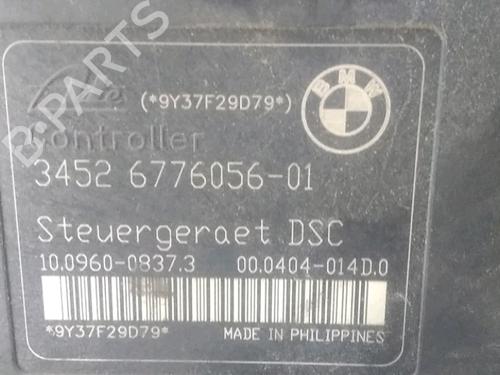 (*9Y37F29D79*)
BMW
Controller
3452 6776056-01
Steuergeraet DSC
10.0960-0837.3 00.0404-014D.0
*9Y37F29D79* MADE IN PHILIPPINES
B-PARTS